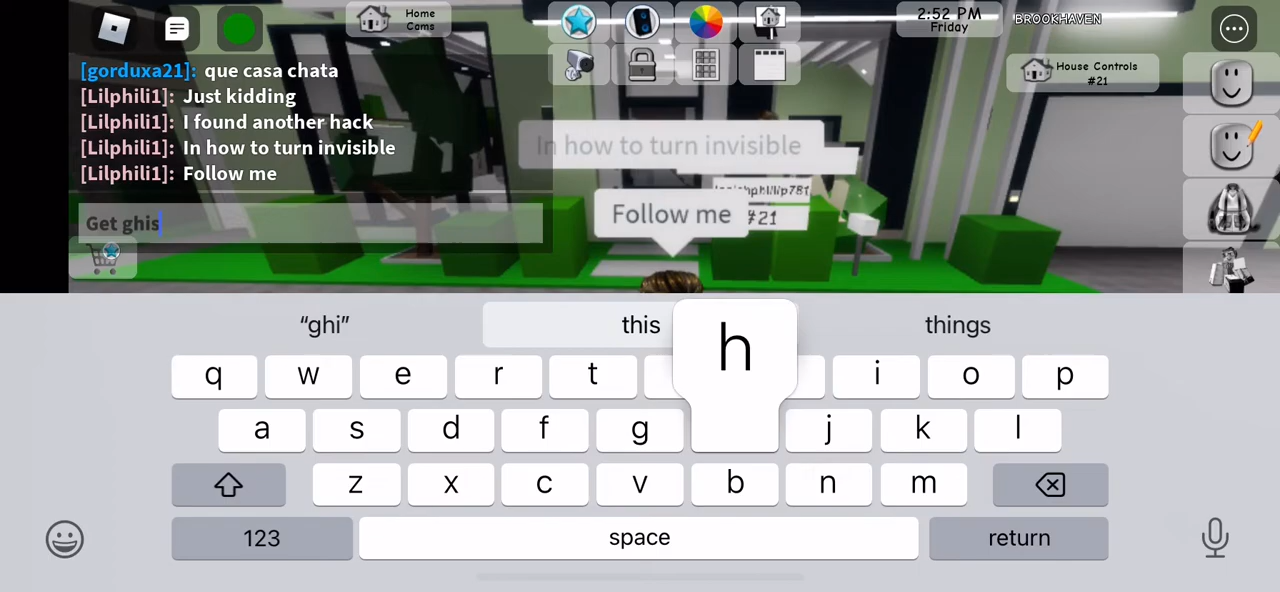 Home
Cams
2:52 PM
Friday
BROOKHAVEN
House Controls
#21
[gorduxa21]: que casa chata
[Lilphili1]: Just kidding
[Lilphili1]: I found another hack
[Lilphili1]: In how to turn invisible
[Lilphili1]: Follow me
In how to turn invisible
Follow me
#21
Get ghis
“ghi”
this
things
h
q w e r t i o p
a s d f g j k l
z x c v b n m
123
space
return